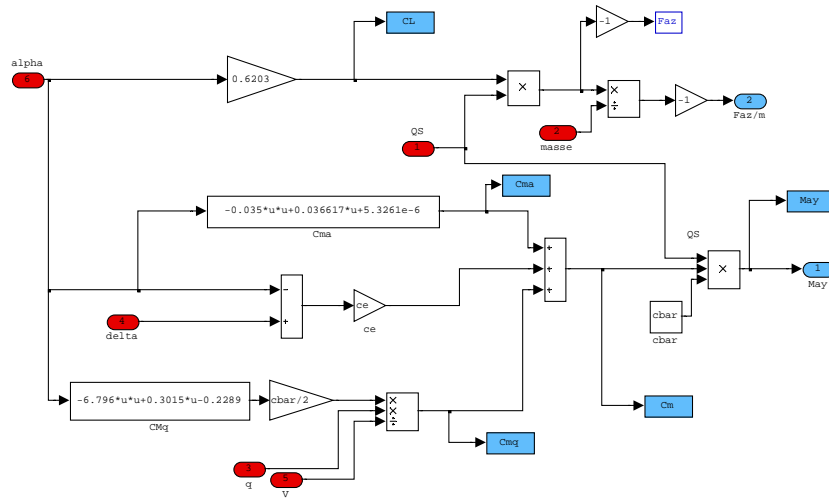 -1
Faz
CL
alpha
6
0.6203
×
×
÷
-1
2
Faz/m
2
masse
QS
1
Cma
-0.035*u*u+0.036617*u+5.3261e-6
Cma
May
QS
+
+
+
×
1
May
-
+
ce
ce
4
delta
cbar
cbar
-6.796*u*u+0.3015*u-0.2289
CMq
cbar/2
×
×
÷
Cm
Cmq
3
q
5
V